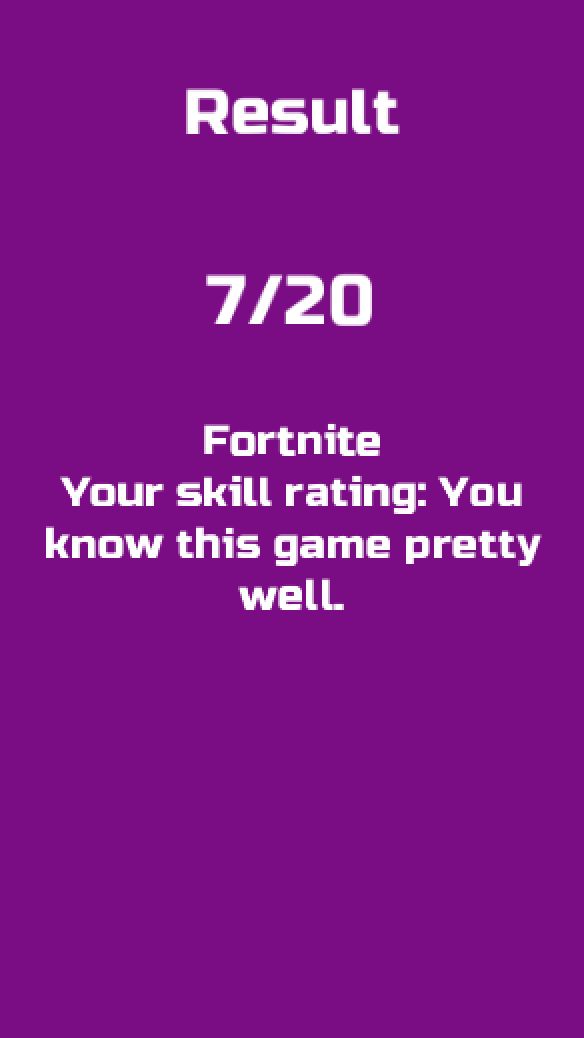 Result
7/20
Fortnite
Your skill rating: You
know this game pretty
well.